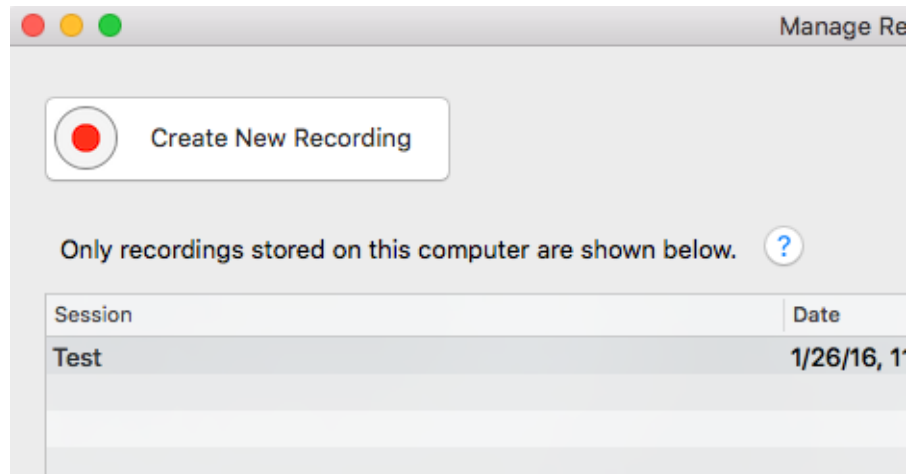 Manage Re
Create New Recording
Only recordings stored on this computer are shown below. ?
Session Date
Test 1/26/16, 11